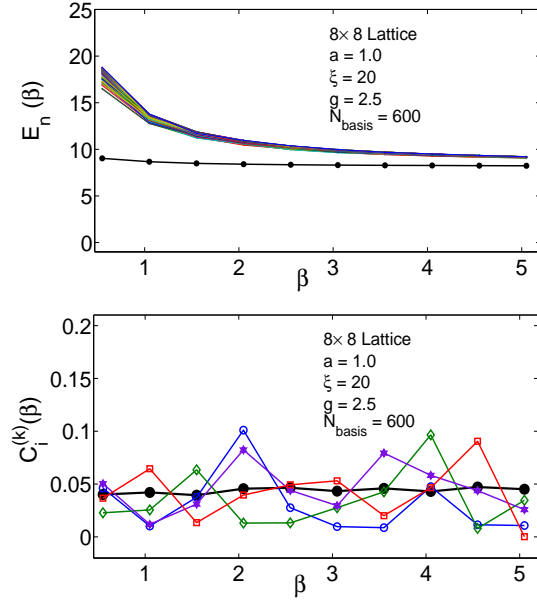 25
20
15
10
5
0
E_n (β)
8× 8 Lattice
a = 1.0
ξ = 20
g = 2.5
N_basis = 600
1 2 3 4 5
β
0.2
0.15
0.1
0.05
0
C_i^(k)(β)
8× 8 Lattice
a = 1.0
ξ = 20
g = 2.5
N_basis = 600
1 2 3 4 5
β